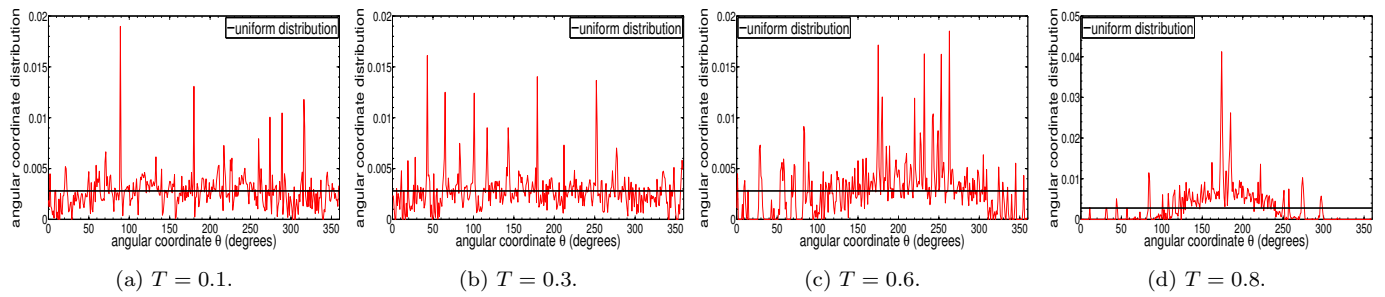 angular coordinate distribution
0.02
0.015
0.01
0.005
0
0 50 100 150 200 250 300 350
angular coordinate θ (degrees)
uniform distribution
(a) T = 0.1.
angular coordinate distribution
0.02
0.015
0.01
0.005
0
0 50 100 150 200 250 300 350
angular coordinate θ (degrees)
uniform distribution
(b) T = 0.3.
angular coordinate distribution
0.02
0.015
0.01
0.005
0
0 50 100 150 200 250 300 350
angular coordinate θ (degrees)
uniform distribution
(c) T = 0.6.
angular coordinate distribution
0.05
0.04
0.03
0.02
0.01
0
0 50 100 150 200 250 300 350
angular coordinate θ (degrees)
uniform distribution
(d) T = 0.8.